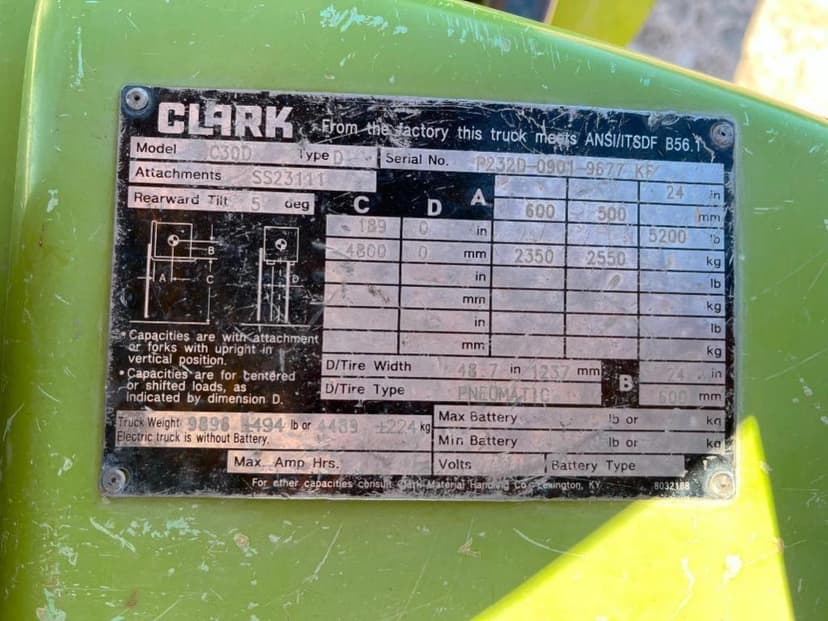 CLARK From the factory this truck meets ANSI/ITSDF B56.1
Model C30D Type D Serial No. P232D-0901-9677 KF
Attachments SS23111
Rearward Tilt 5 deg
C D A 24 in
600 500 mm
189 0 in 5200 lb
4800 0 mm 2350 2550 kg
in lb
mm kg
in lb
mm kg
A B C D
• Capacities are with attachment
or forks with upright in
vertical position.
• Capacities are for centered
or shifted loads, as
indicated by dimension D.
D/Tire Width 48.7 in 1237 mm B 24 in
D/Tire Type PNEUMATIC 600 mm
Truck Weight 9896 ±494 lb or 4489 ±224 kg
Electric truck is without Battery.
Max Battery lb or kg
Min Battery lb or kg
Max. Amp Hrs. Volts Battery Type
For other capacities consult Clark Material Handling Co. Lexington, KY 8032188